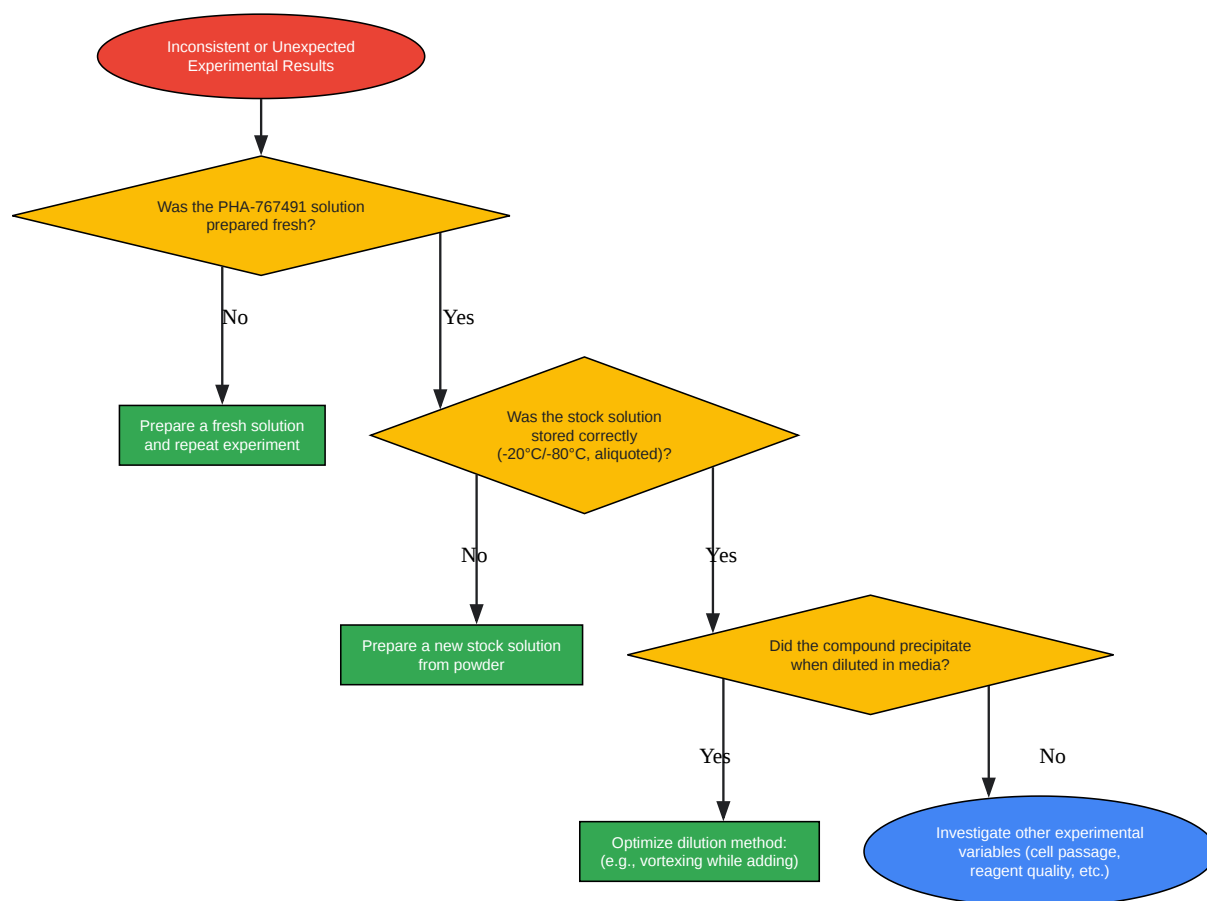 Inconsistent or Unexpected
Experimental Results
Was the PHA-767491 solution
prepared fresh?
No
Yes
Prepare a fresh solution
and repeat experiment
Was the stock solution
stored correctly
(-20°C/-80°C, aliquoted)?
No
Yes
Prepare a new stock solution
from powder
Did the compound precipitate
when diluted in media?
Yes
No
Optimize dilution method:
(e.g., vortexing while adding)
Investigate other experimental
variables (cell passage,
reagent quality, etc.)